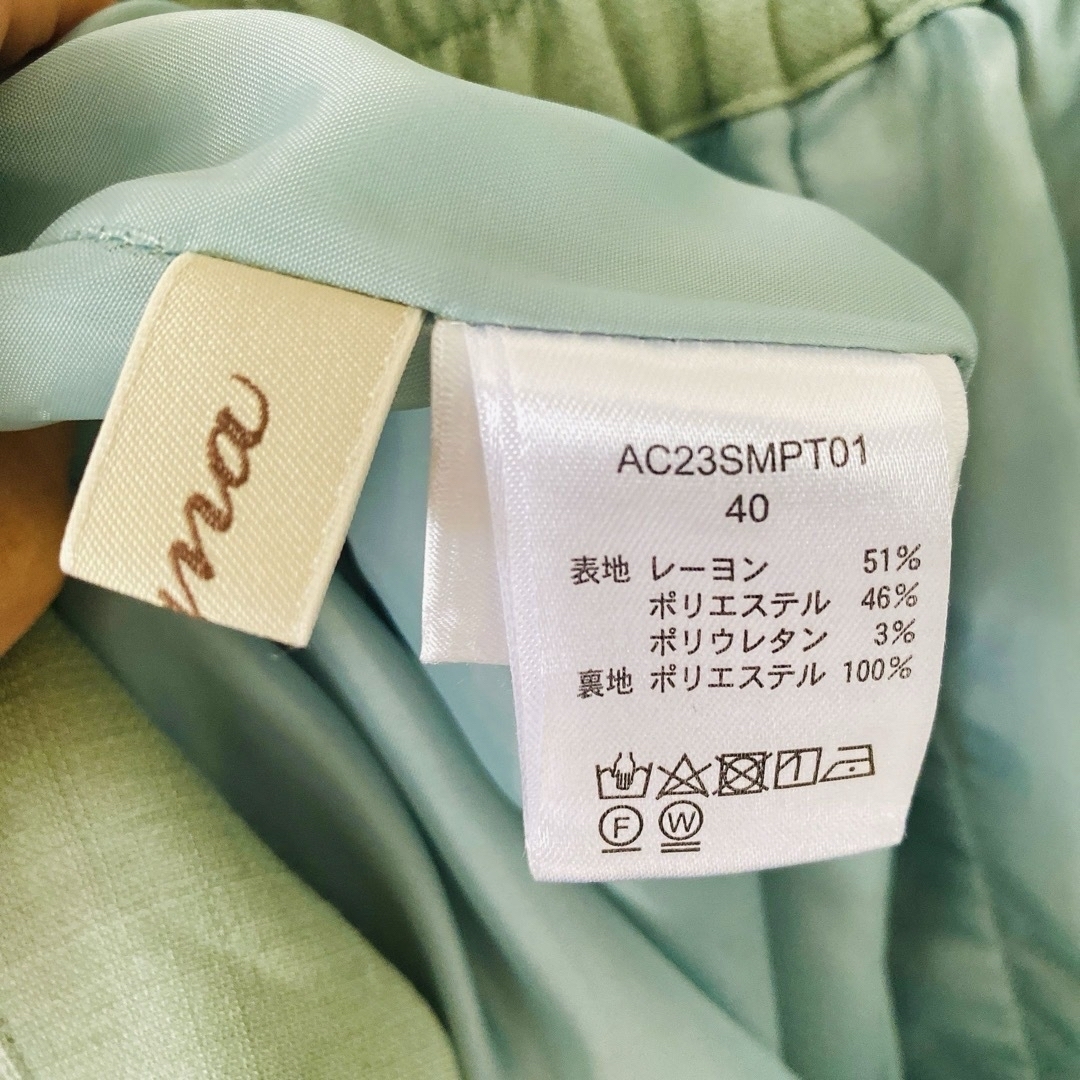 AC23SMPT01
40
表地 レーヨン 51%
ポリエステル 46%
ポリウレタン 3%
裏地 ポリエステル 100%
F W